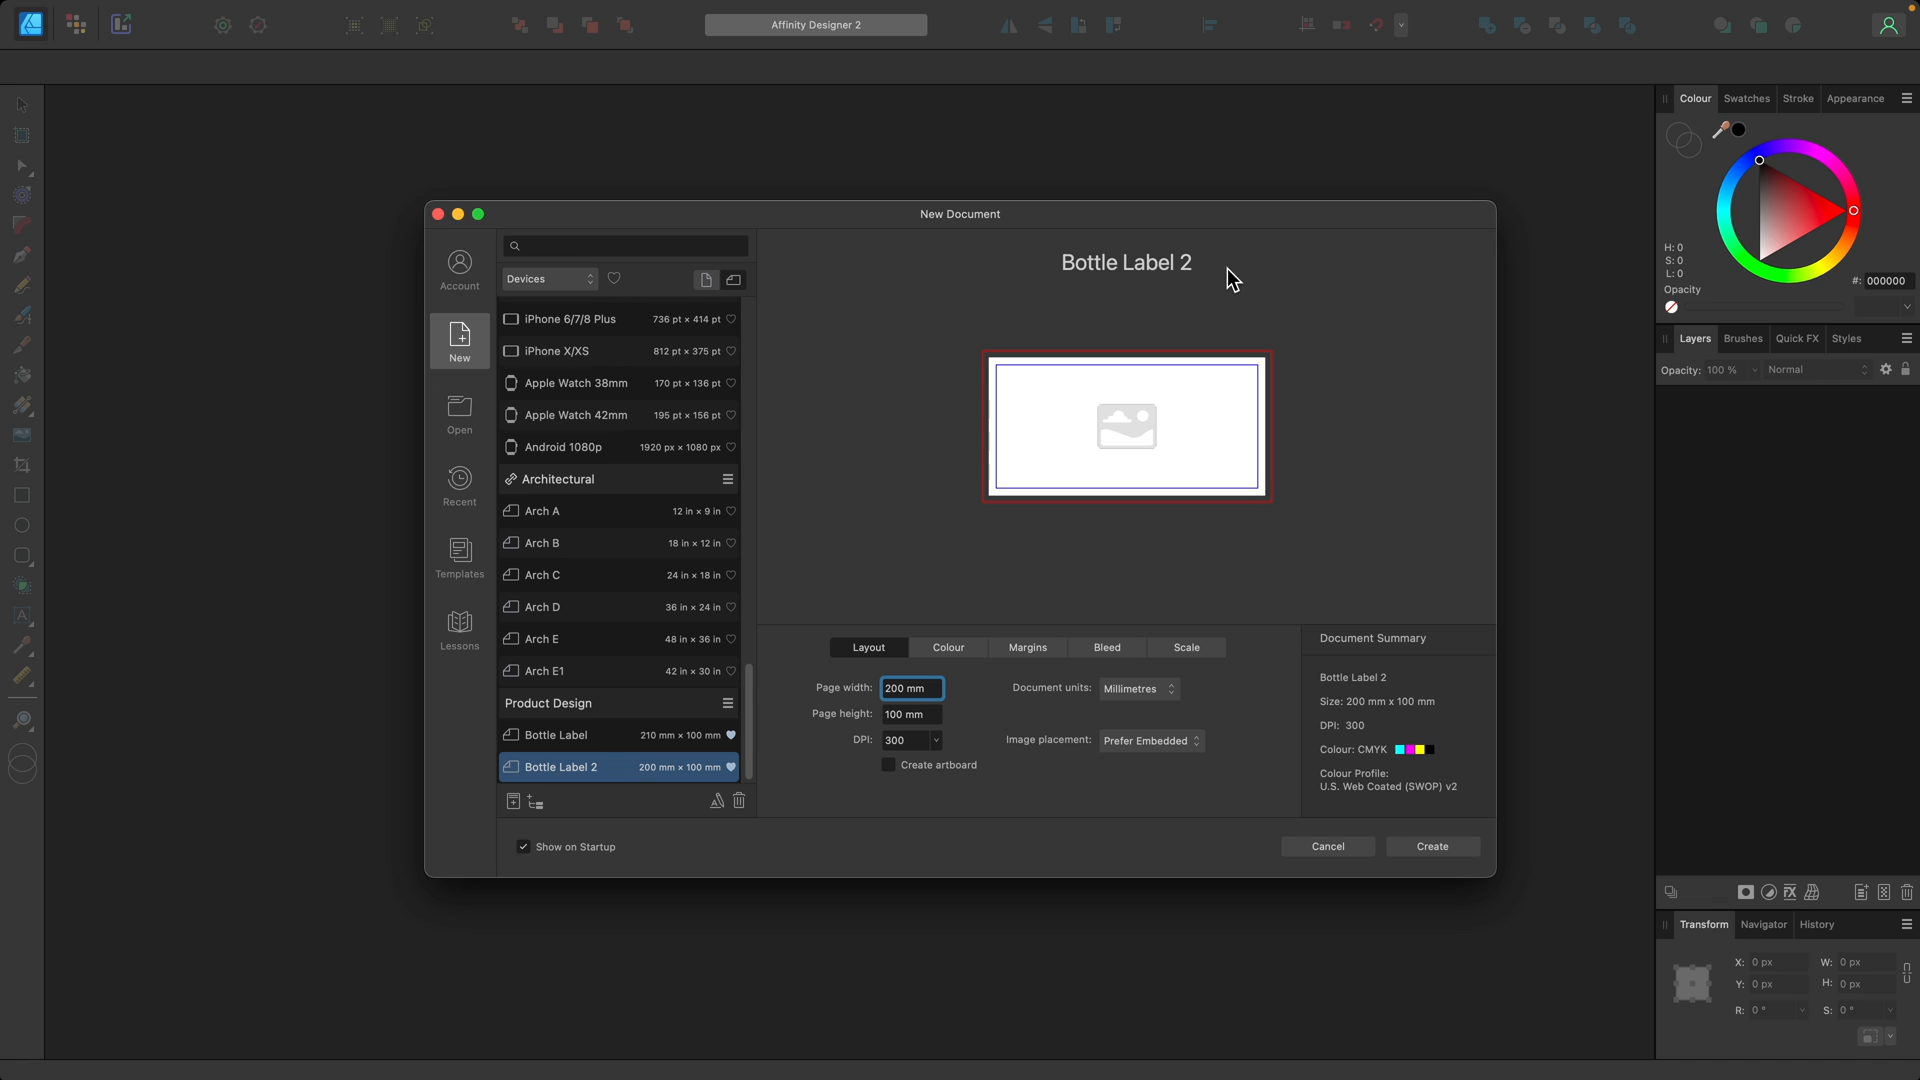 Affinity Designer 2
New Document
Account
New
Open
Recent
Templates
Lessons
Devices
iPhone 6/7/8 Plus 736 pt × 414 pt
iPhone X/XS 812 pt × 375 pt
Apple Watch 38mm 170 pt × 136 pt
Apple Watch 42mm 195 pt × 156 pt
Android 1080p 1920 px × 1080 px
Architectural
Arch A 12 in × 9 in
Arch B 18 in × 12 in
Arch C 24 in × 18 in
Arch D 36 in × 24 in
Arch E 48 in × 36 in
Arch E1 42 in × 30 in
Product Design
Bottle Label 210 mm × 100 mm
Bottle Label 2 200 mm × 100 mm
Show on Startup
Bottle Label 2
Layout Colour Margins Bleed Scale
Page width: 200 mm Document units: Millimetres
Page height: 100 mm
DPI: 300 Image placement: Prefer Embedded
Create artboard
Document Summary
Bottle Label 2
Size: 200 mm x 100 mm
DPI: 300
Colour: CMYK
Colour Profile:
U.S. Web Coated (SWOP) v2
Cancel Create
Colour Swatches Stroke Appearance
H: 0
S: 0
L: 0
#: 000000
Opacity
Layers Brushes Quick FX Styles
Opacity: 100 % Normal
fx
Transform Navigator History
X: 0 px W: 0 px
Y: 0 px H: 0 px
R: 0 ° S: 0 °
A